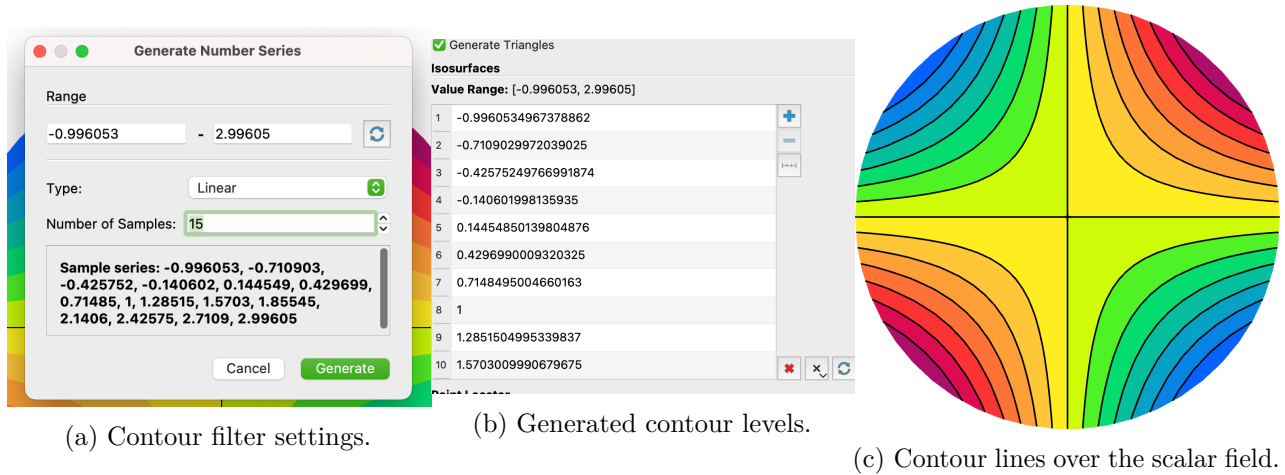 Generate Number Series
Range
-0.996053 - 2.99605
Type: Linear
Number of Samples: 15
Sample series: -0.996053, -0.710903,
-0.425752, -0.140602, 0.144549, 0.429699,
0.71485, 1, 1.28515, 1.5703, 1.85545,
2.1406, 2.42575, 2.7109, 2.99605
Cancel Generate
(a) Contour filter settings.
Generate Triangles
Isosurfaces
Value Range: [-0.996053, 2.99605]
1 -0.9960534967378862
2 -0.7109029972039025
3 -0.42575249766991874
4 -0.140601998135935
5 0.14454850139804876
6 0.4296990009320325
7 0.7148495004660163
8 1
9 1.2851504995339837
10 1.5703009990679675
Point Locator
(b) Generated contour levels.
(c) Contour lines over the scalar field.